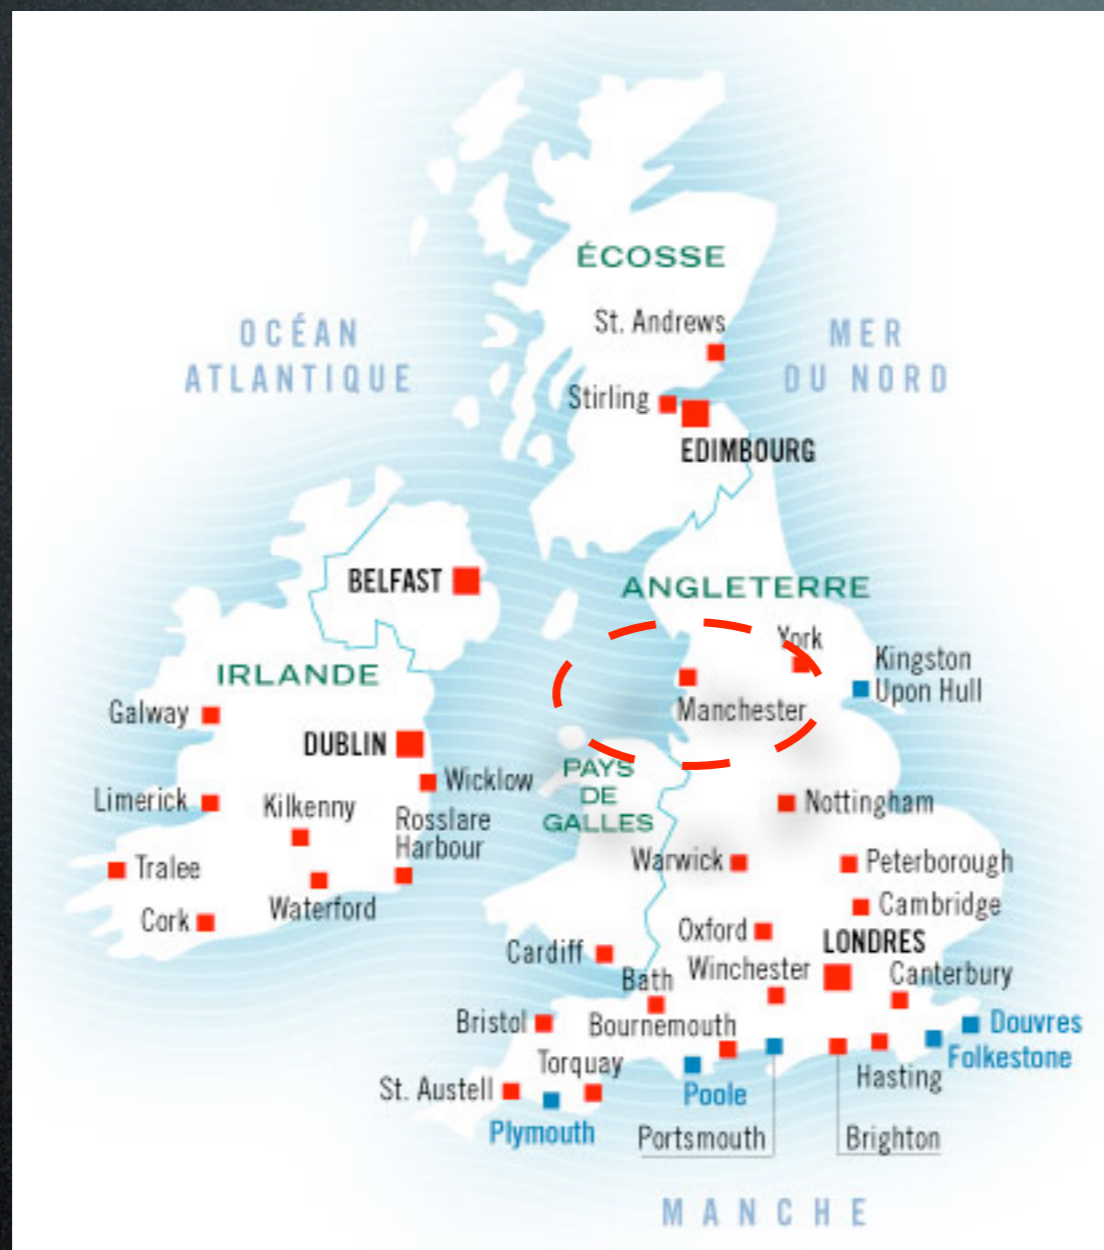 ÉCOSSE
St. Andrews
OCÉAN
ATLANTIQUE
MER
DU NORD
Stirling
EDIMBOURG
BELFAST
ANGLETERRE
York
Kingston
Upon Hull
IRLANDE
Manchester
Galway
DUBLIN
PAYS
DE
GALLES
Wicklow
Limerick
Kilkenny
Rosslare
Harbour
Nottingham
Tralee
Warwick
Peterborough
Waterford
Cork
Cambridge
Oxford
LONDRES
Cardiff
Bath
Winchester
Canterbury
Bristol
Bournemouth
Douvres
Folkestone
Torquay
Hasting
St. Austell
Poole
Plymouth
Portsmouth
Brighton
MANCHE